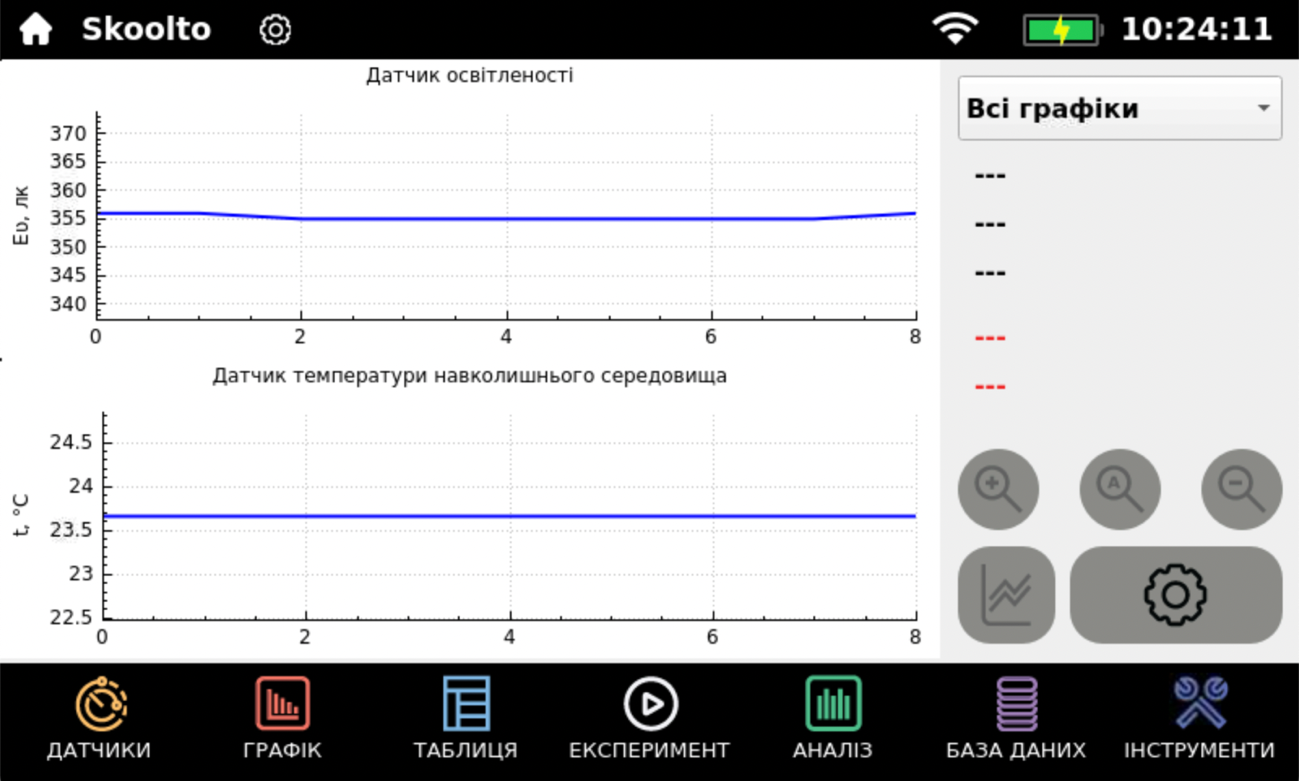 Skoolto
10:24:11
Датчик освітленості
Eυ, лк
370
365
360
355
350
345
340
0 2 4 6 8
Датчик температури навколишнього середовища
t, °C
24.5
24
23.5
23
22.5
0 2 4 6 8
Всі графіки
---
---
---
---
---
A
ДАТЧИКИ ГРАФІК ТАБЛИЦЯ ЕКСПЕРИМЕНТ АНАЛІЗ БАЗА ДАНИХ ІНСТРУМЕНТИ